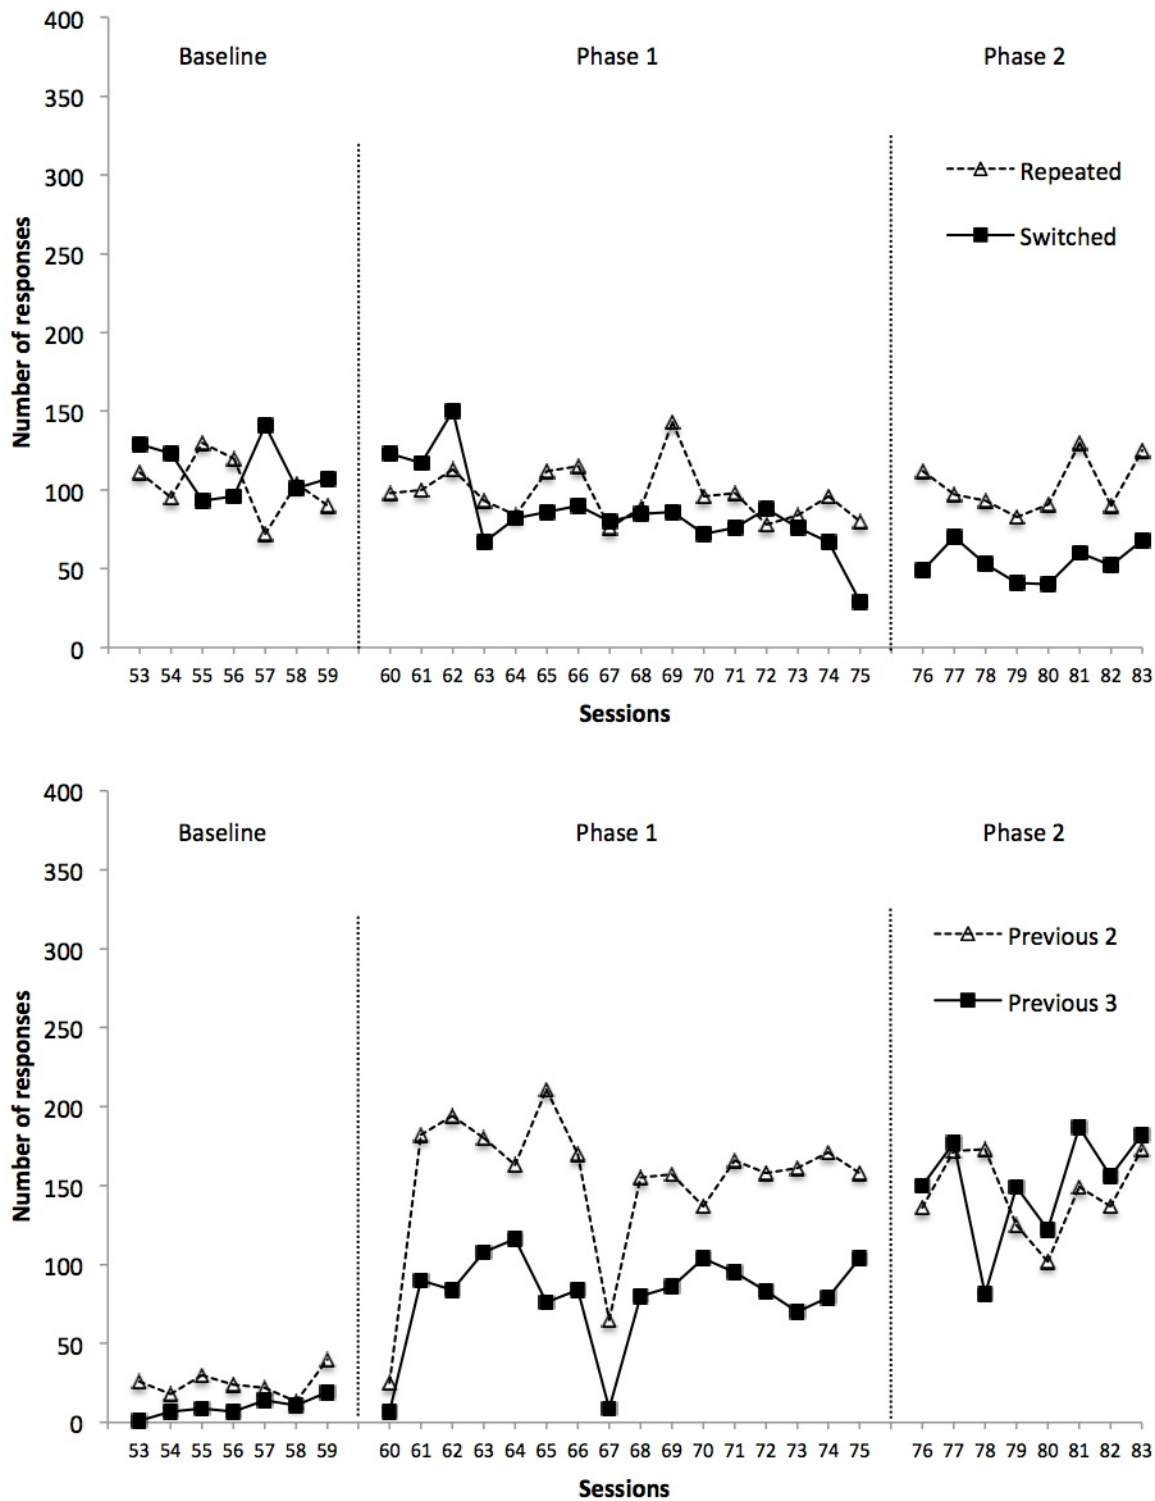 400
Baseline Phase 1 Phase 2
350
300
Repeated
250
Switched
200
150
100
50
0
Number of responses
53 54 55 56 57 58 59 60 61 62 63 64 65 66 67 68 69 70 71 72 73 74 75 76 77 78 79 80 81 82 83
Sessions
400
Baseline Phase 1 Phase 2
350
300
Previous 2
250
Previous 3
200
150
100
50
0
Number of responses
53 54 55 56 57 58 59 60 61 62 63 64 65 66 67 68 69 70 71 72 73 74 75 76 77 78 79 80 81 82 83
Sessions